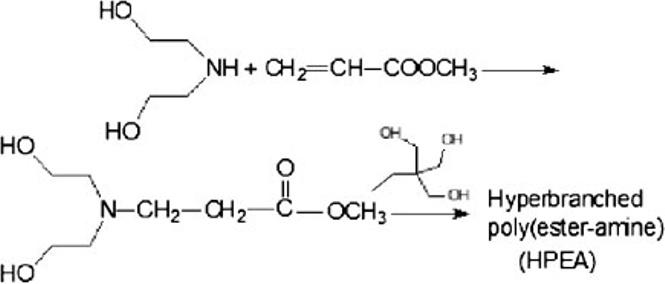 HO
NH + CH2=CH—COOCH3
HO
HO
OH
OH
O
OH
N—CH2—CH2—C—OCH3
Hyperbranched
poly(ester-amine)
(HPEA)
HO